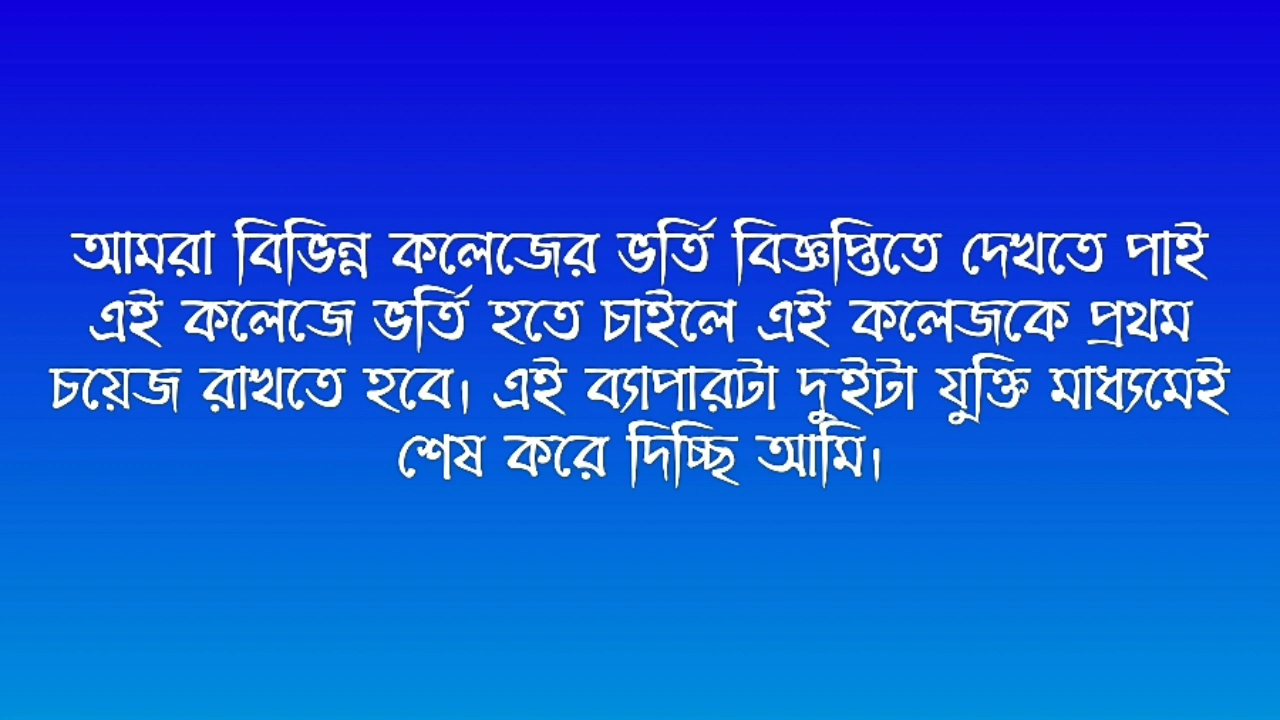 আমরা বিভিন্ন কলেজের ভর্তি বিজ্ঞপ্তিতে দেখতে পাই
এই কলেজে ভর্তি হতে চাইলে এই কলেজকে প্রথম
চয়েজ রাখতে হবে। এই ব্যাপারটা দুইটা যুক্তি মাধ্যমেই
শেষ করে দিচ্ছি আমি।